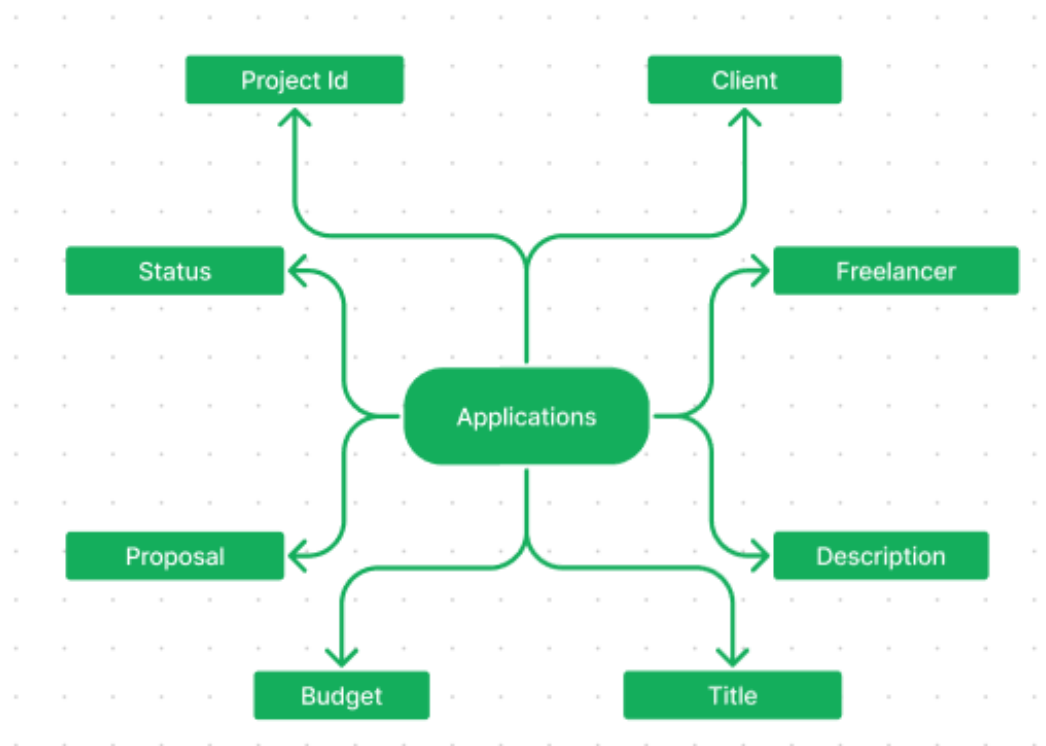 Project Id
Client
Status
Freelancer
Applications
Proposal
Description
Budget
Title